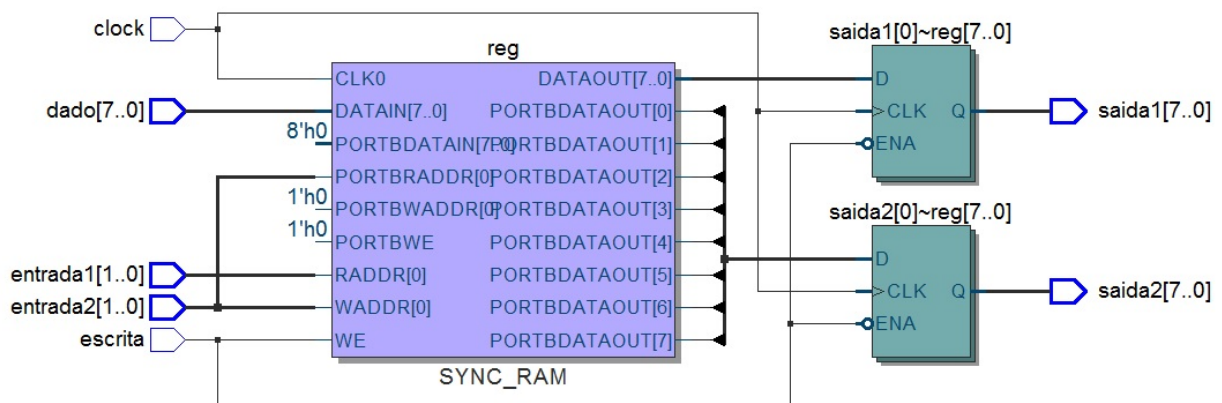 clock
dado[7..0]
8'h0
1'h0
1'h0
entrada1[1..0]
entrada2[1..0]
escrita
reg
CLK0
DATAIN[7..0]
PORTBDATAIN[7..0]
PORTBRADDR[0]
PORTBWADDR[0]
PORTBWE
RADDR[0]
WADDR[0]
WE
DATAOUT[7..0]
PORTBDATAOUT[0]
PORTBDATAOUT[1]
PORTBDATAOUT[2]
PORTBDATAOUT[3]
PORTBDATAOUT[4]
PORTBDATAOUT[5]
PORTBDATAOUT[6]
PORTBDATAOUT[7]
SYNC_RAM
saida1[0]~reg[7..0]
D
CLK
Q
ENA
saida1[7..0]
saida2[0]~reg[7..0]
D
CLK
Q
ENA
saida2[7..0]